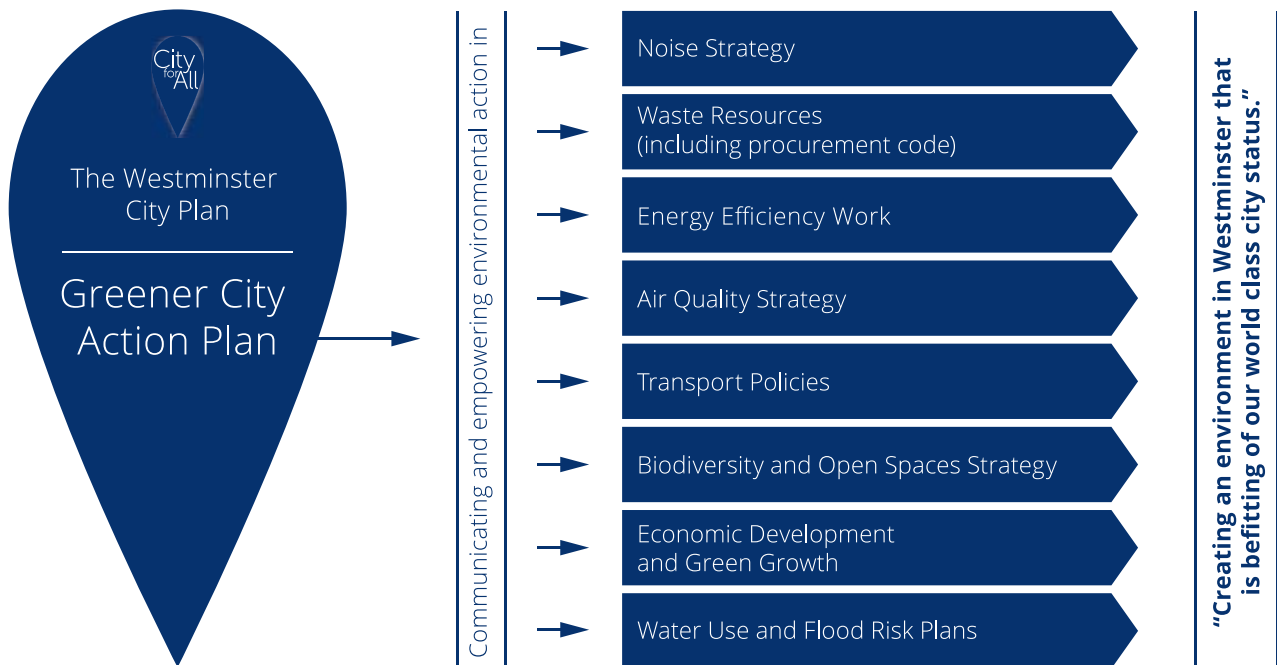 City
for
All
The Westminster
City Plan
Greener City
Action Plan
Communicating and empowering environmental action in
Noise Strategy
Waste Resources
(including procurement code)
Energy Efficiency Work
Air Quality Strategy
Transport Policies
Biodiversity and Open Spaces Strategy
Economic Development
and Green Growth
Water Use and Flood Risk Plans
“Creating an environment in Westminster that
is befitting of our world class city status.”